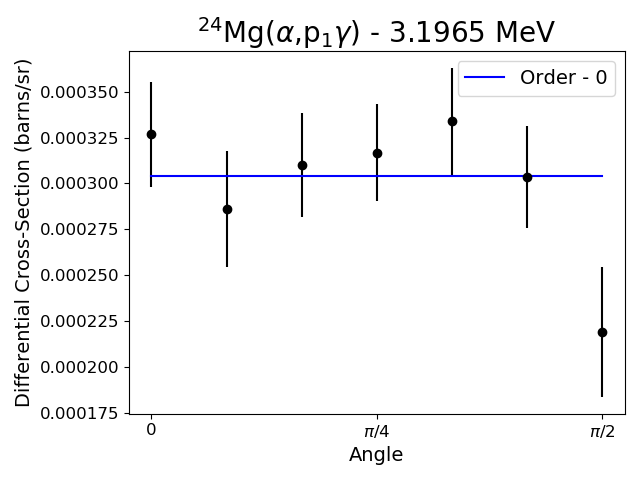 ²⁴Mg(α,p₁γ) - 3.1965 MeV
Order - 0
Differential Cross-Section (barns/sr)
0.000350
0.000325
0.000300
0.000275
0.000250
0.000225
0.000200
0.000175
0
π/4
π/2
Angle